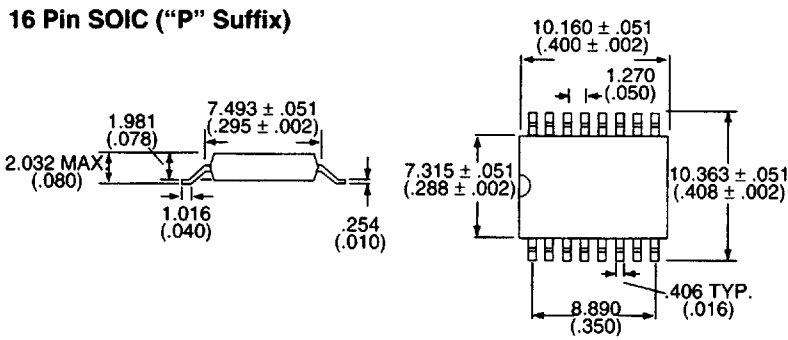 16 Pin SOIC (“P” Suffix)
10.160 ± .051
(.400 ± .002)
1.270
(.050)
1.981
(.078)
7.493 ± .051
(.295 ± .002)
2.032 MAX
(.080)
7.315 ± .051
(.288 ± .002)
10.363 ± .051
(.408 ± .002)
1.016
(.040)
.254
(.010)
.406 TYP.
(.016)
8.890
(.350)